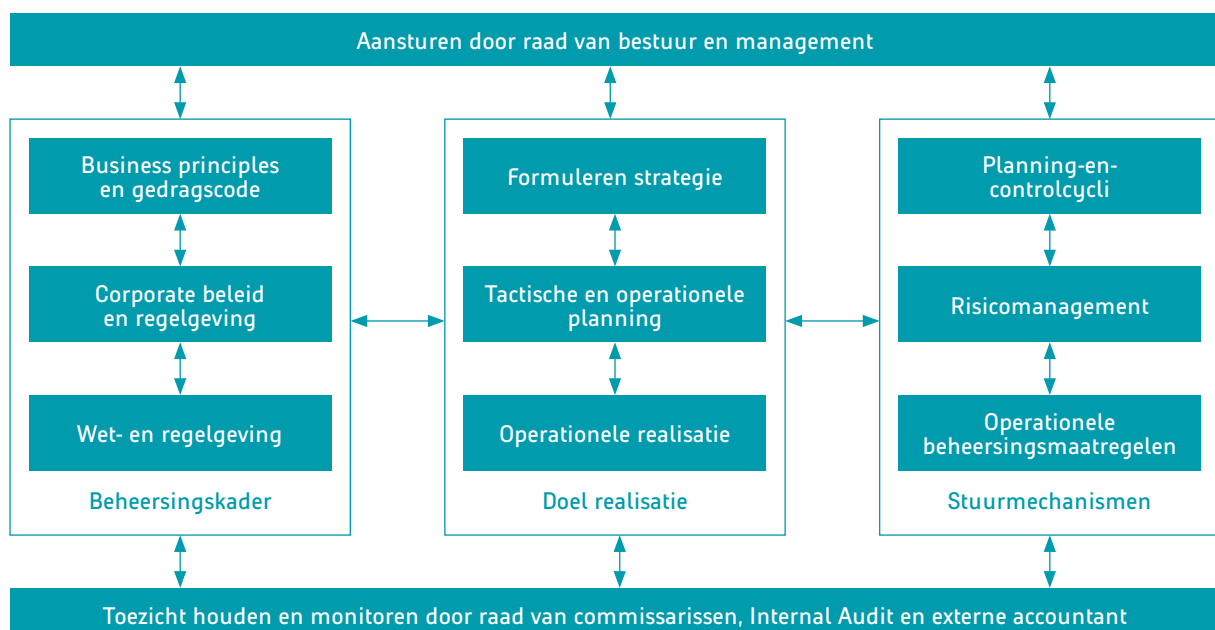 Aansturen door raad van bestuur en management
Business principles
en gedragscode
Corporate beleid
en regelgeving
Wet- en regelgeving
Beheersingskader
Formuleren strategie
Tactische en operationele
planning
Operationele realisatie
Doel realisatie
Planning-en-
controlcycli
Risicomanagement
Operationele
beheersingsmaatregelen
Stuurmechanismen
Toezicht houden en monitoren door raad van commissarissen, Internal Audit en externe accountant